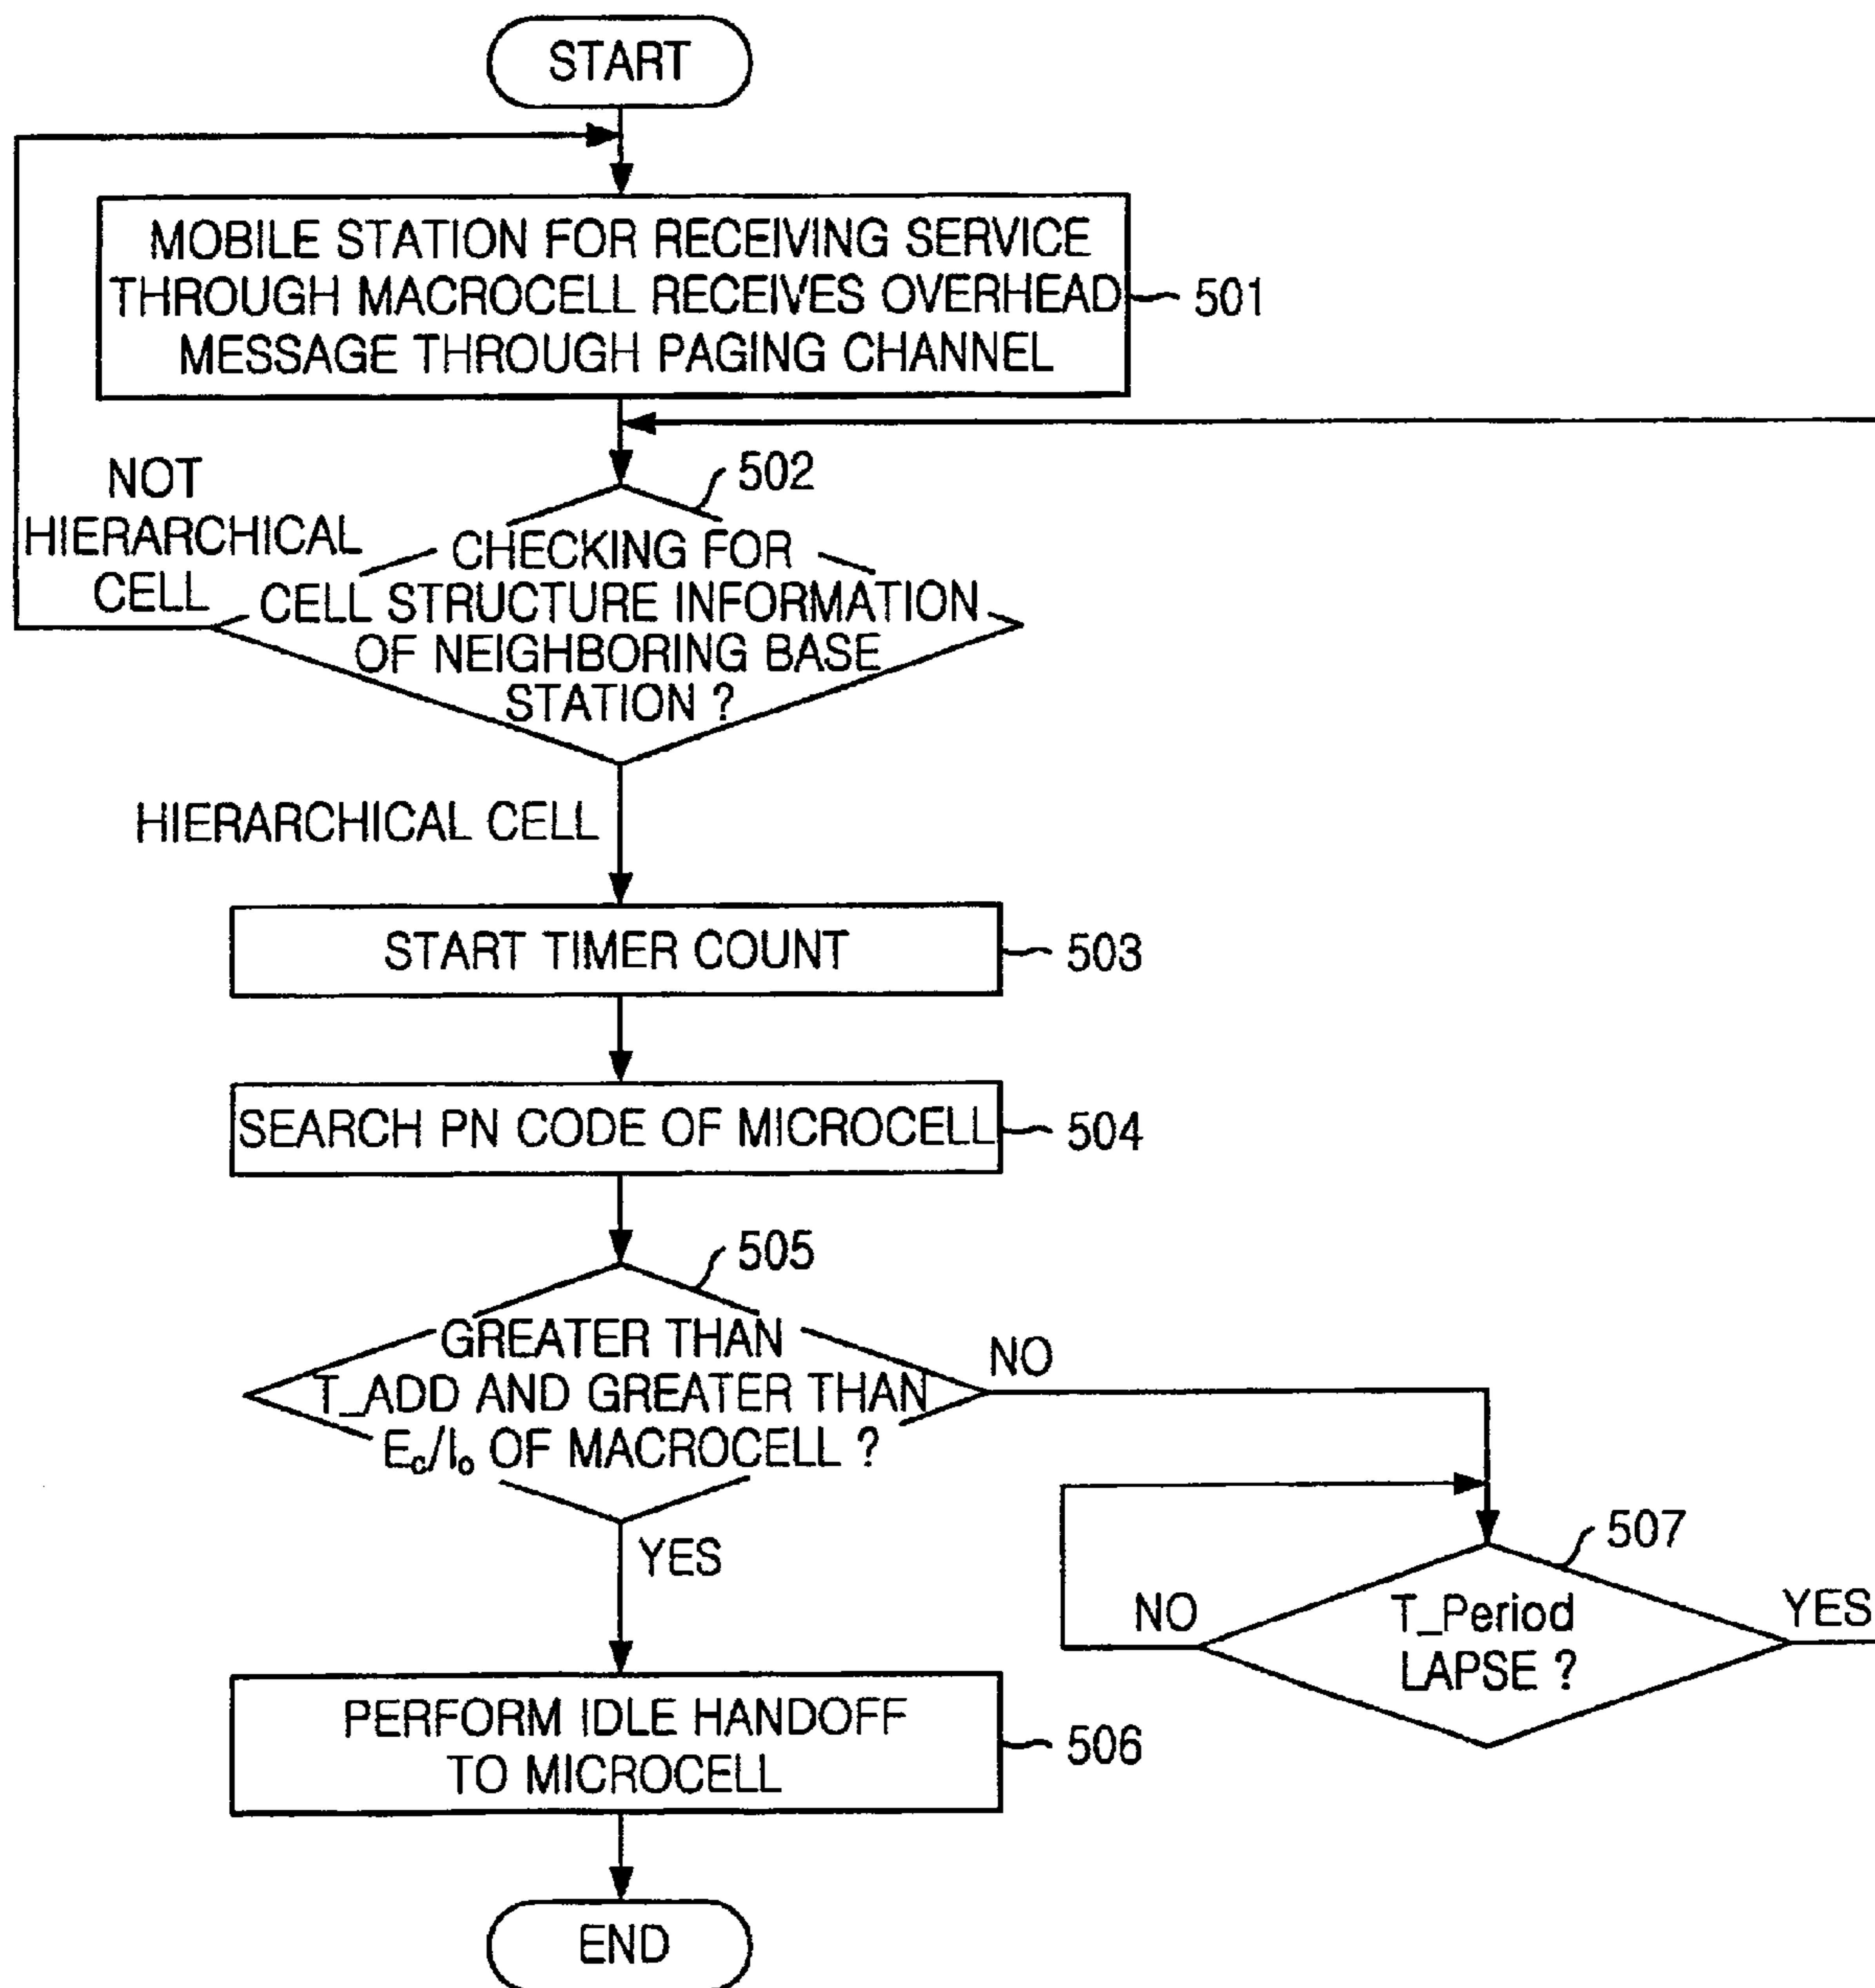 START
MOBILE STATION FOR RECEIVING SERVICE
THROUGH MACROCELL RECEIVES OVERHEAD
MESSAGE THROUGH PAGING CHANNEL
501
502
NOT
HIERARCHICAL
CELL
CHECKING FOR
CELL STRUCTURE INFORMATION
OF NEIGHBORING BASE
STATION ?
HIERARCHICAL CELL
START TIMER COUNT
503
SEARCH PN CODE OF MICROCELL
504
505
GREATER THAN
T_ADD AND GREATER THAN
Ec/Io OF MACROCELL ?
NO
YES
507
T_Period
LAPSE ?
NO
YES
PERFORM IDLE HANDOFF
TO MICROCELL
506
END